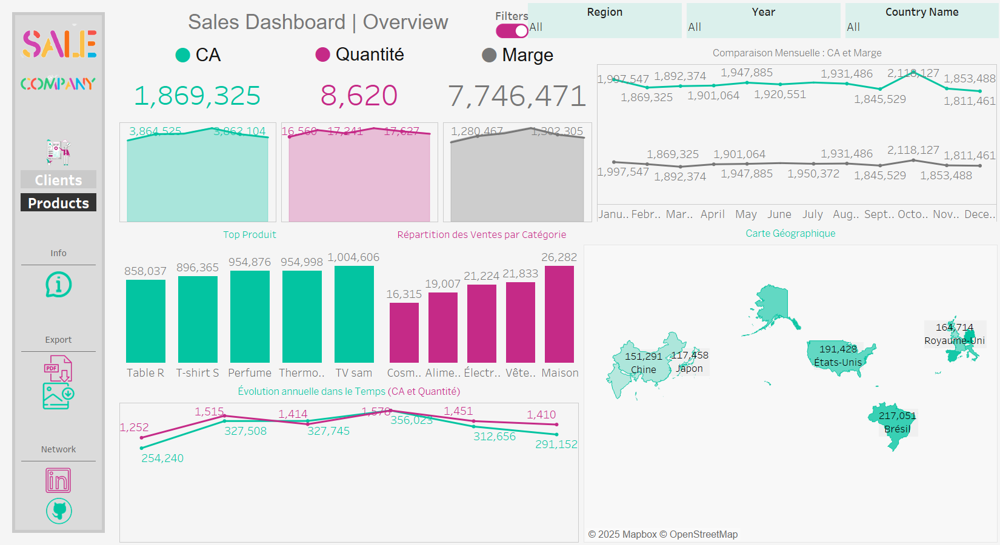 SALE
COMPANY
Clients
Products
Info
Export
PDF
Network
in
Sales Dashboard | Overview
Filters
Region
All
Year
All
Country Name
All
CA
1,869,325
Quantité
8,620
Marge
7,746,471
3,864,525
3,862,104
16,560
17,241
17,627
1,280,467
1,302,305
Comparaison Mensuelle : CA et Marge
1,997,547
1,892,374
1,947,885
1,931,486
2,118,127
1,853,488
1,869,325
1,901,064
1,920,551
1,845,529
1,811,461
1,869,325
1,901,064
1,931,486
2,118,127
1,811,461
1,997,547
1,892,374
1,947,885
1,950,372
1,845,529
1,853,488
Janu.. Febr.. Mar.. April May June July Aug.. Sept.. Octo.. Nov.. Dece..
Top Produit
858,037
896,365
954,876
954,998
1,004,606
Table R
T-shirt S
Perfume
Thermo..
TV sam
Répartition des Ventes par Catégorie
16,315
19,007
21,224
21,833
26,282
Cosm..
Alime..
Électr..
Vête..
Maison
Carte Géographique
151,291
Chine
117,458
Japon
191,428
États-Unis
164,714
Royaume-Uni
217,051
Brésil
© 2025 Mapbox © OpenStreetMap
Évolution annuelle dans le Temps (CA et Quantité)
1,252
1,515
1,414
1,578
1,451
1,410
254,240
327,508
327,745
356,023
312,656
291,152